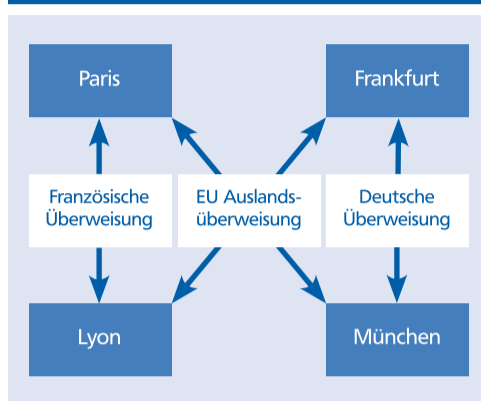 Paris
Frankfurt
Französische
Überweisung
EU Auslands-
überweisung
Deutsche
Überweisung
Lyon
München